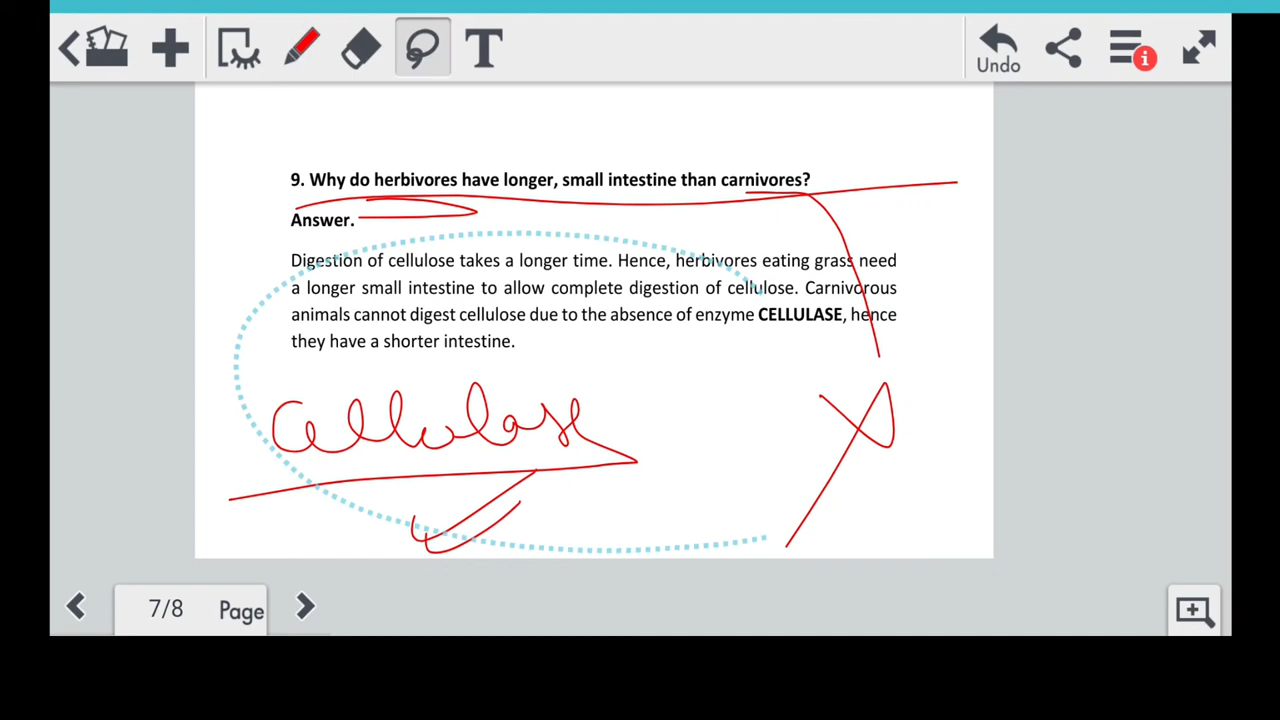 Undo
i
9. Why do herbivores have longer, small intestine than carnivores?
Answer.
Digestion of cellulose takes a longer time. Hence, herbivores eating grass need
a longer small intestine to allow complete digestion of cellulose. Carnivorous
animals cannot digest cellulose due to the absence of enzyme CELLULASE, hence
they have a shorter intestine.
Cellulase
7/8 Page